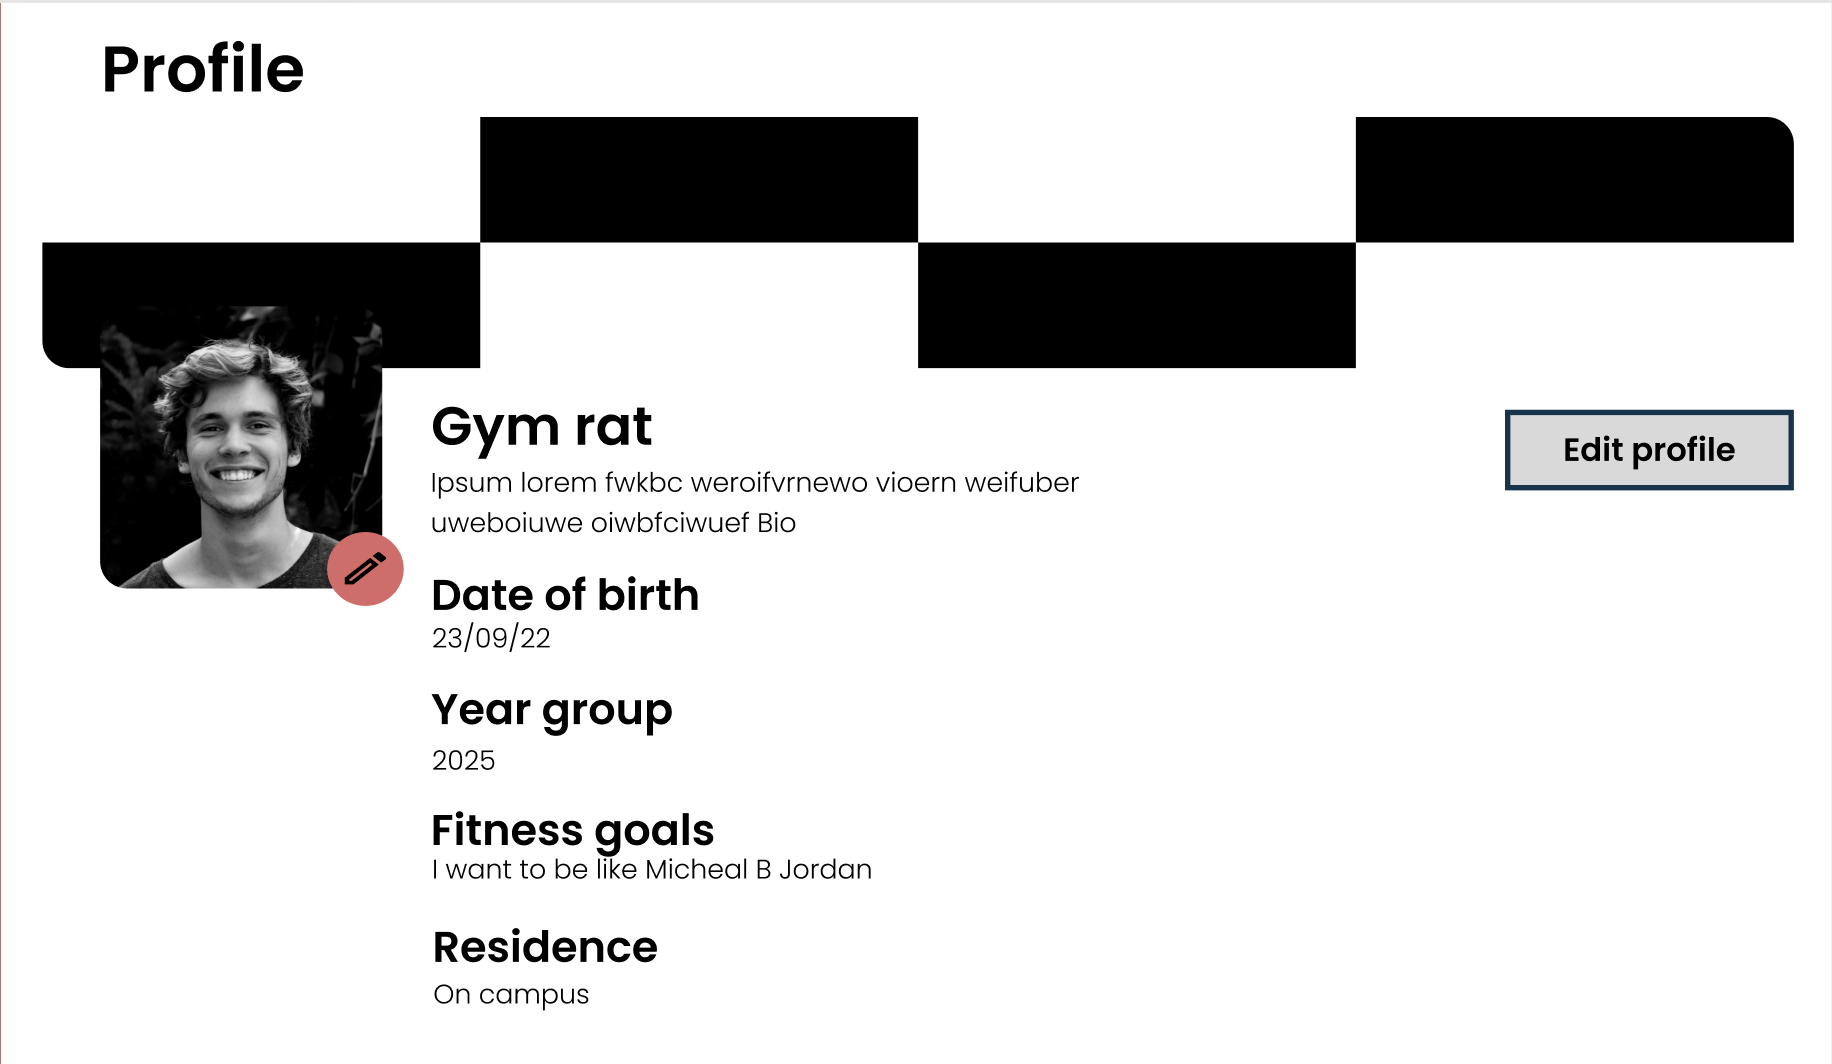 Profile
Gym rat
Edit profile
Ipsum lorem fwkbc weroifvrnewo vioern weifuber
uweboiuwe oiwbfciwuef Bio
Date of birth
23/09/22
Year group
2025
Fitness goals
I want to be like Micheal B Jordan
Residence
On campus